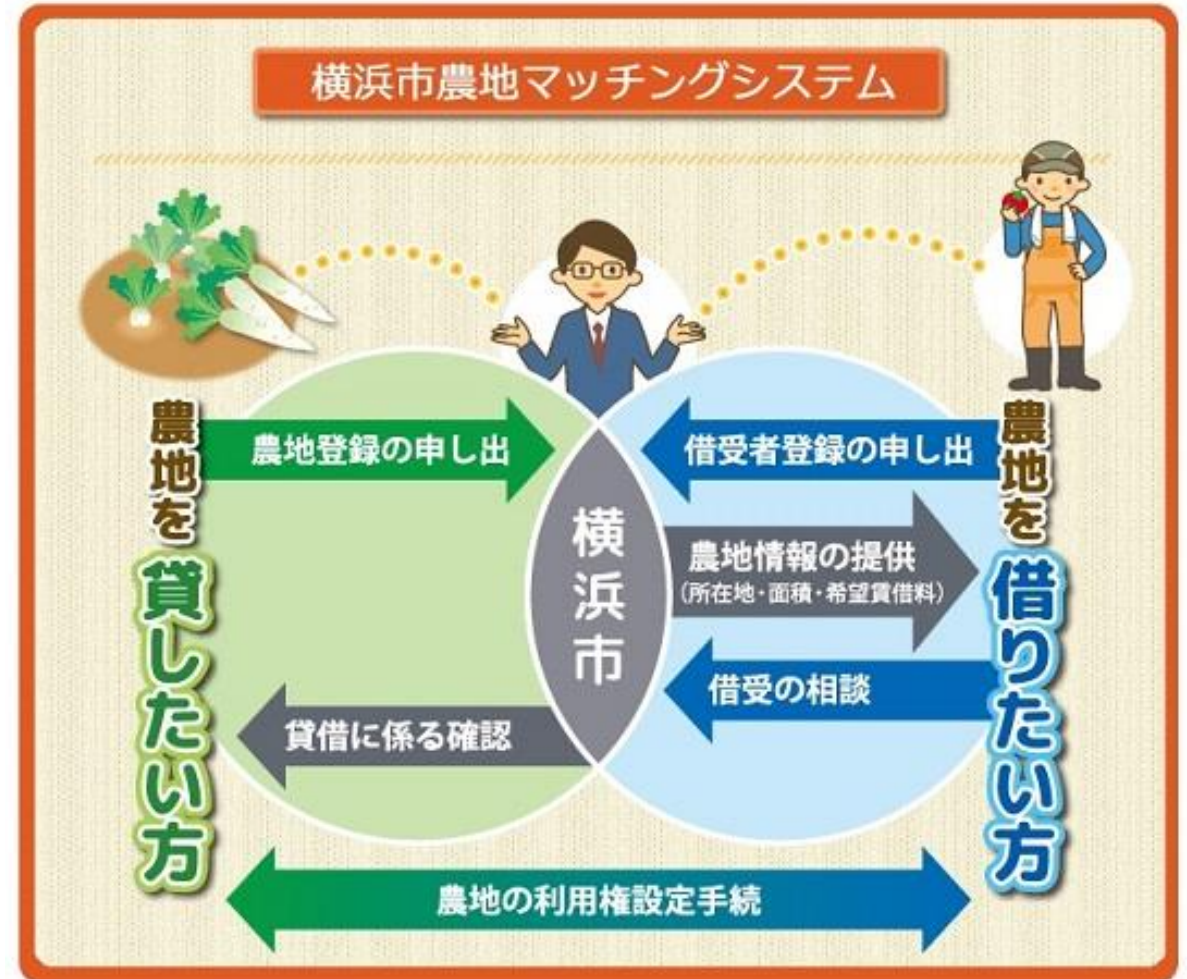 横浜市農地マッチングシステム
農地を貸したい方
農地登録の申し出
借受者登録の申し出
農地を借りたい方
横浜市
農地情報の提供
(所在地・面積・希望賃借料)
借受の相談
貸借に係る確認
農地の利用権設定手続